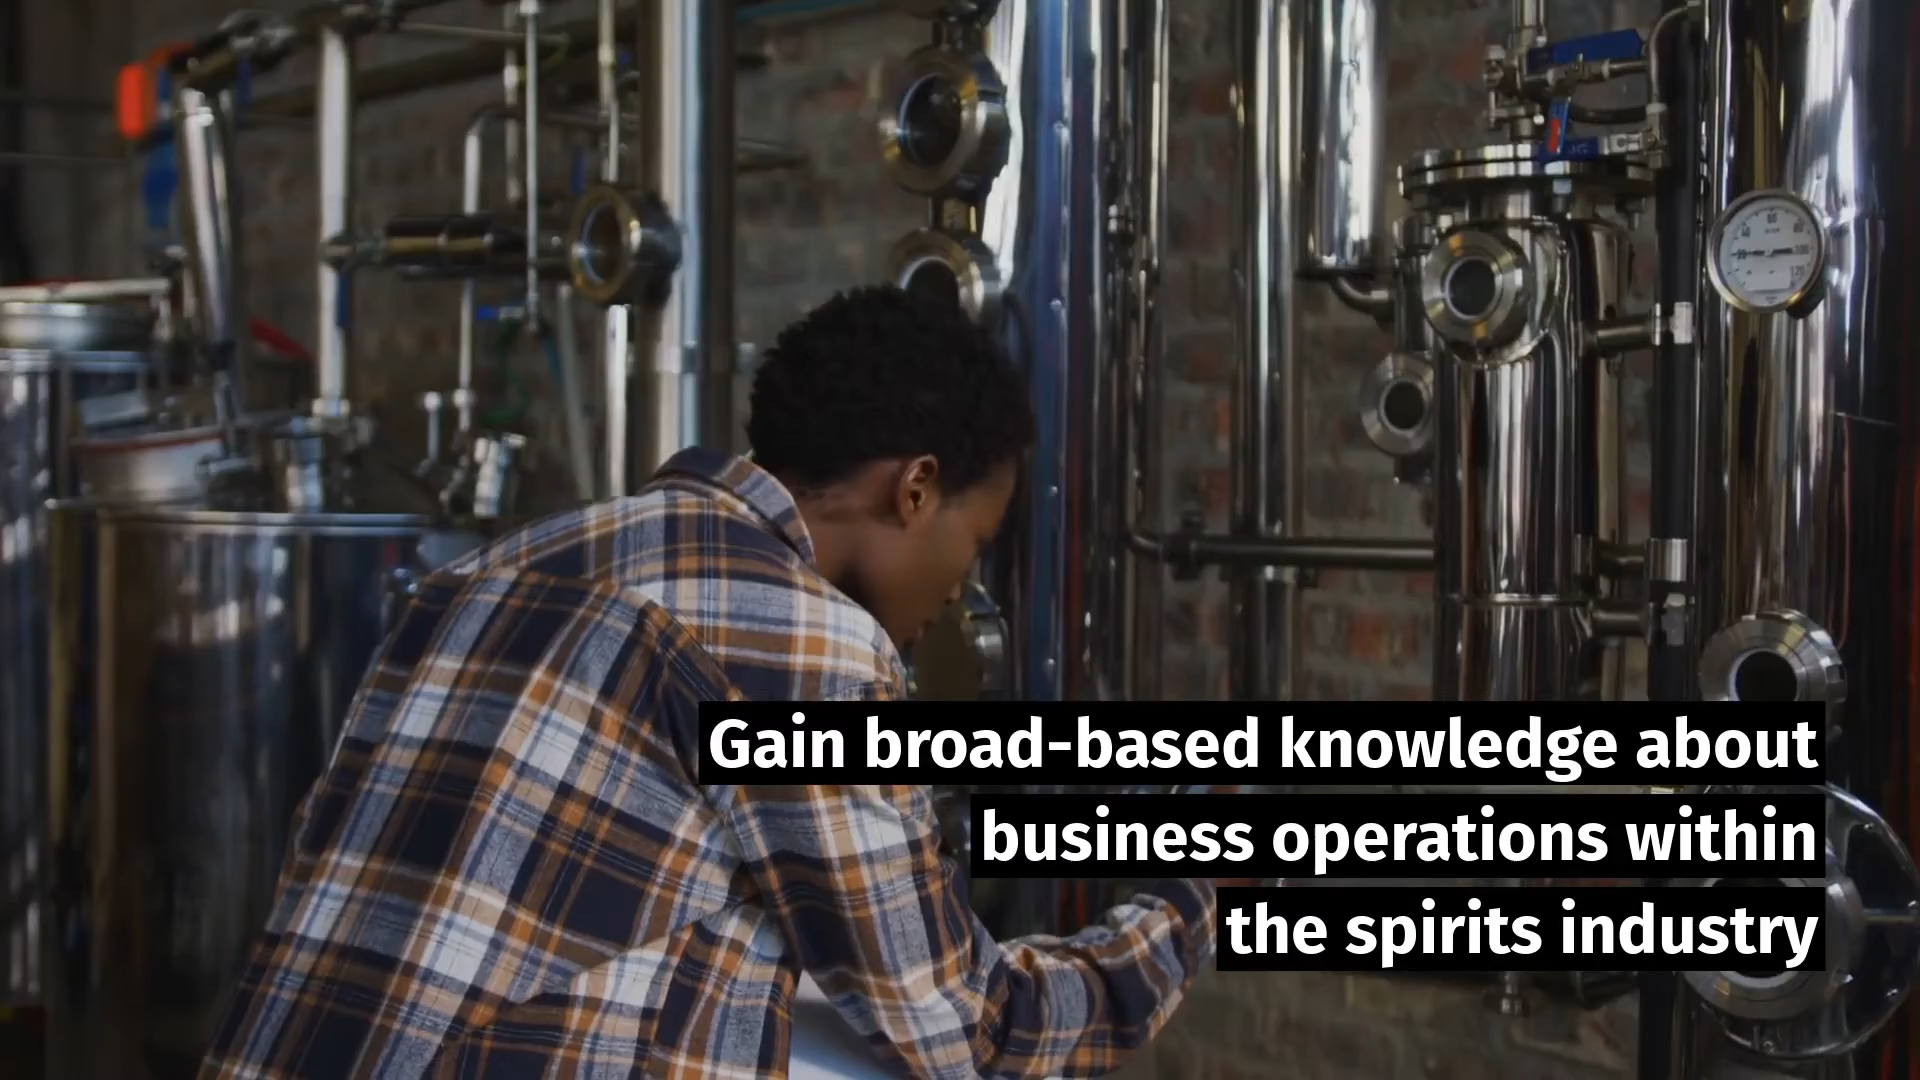 Gain broad-based knowledge about
business operations within
the spirits industry